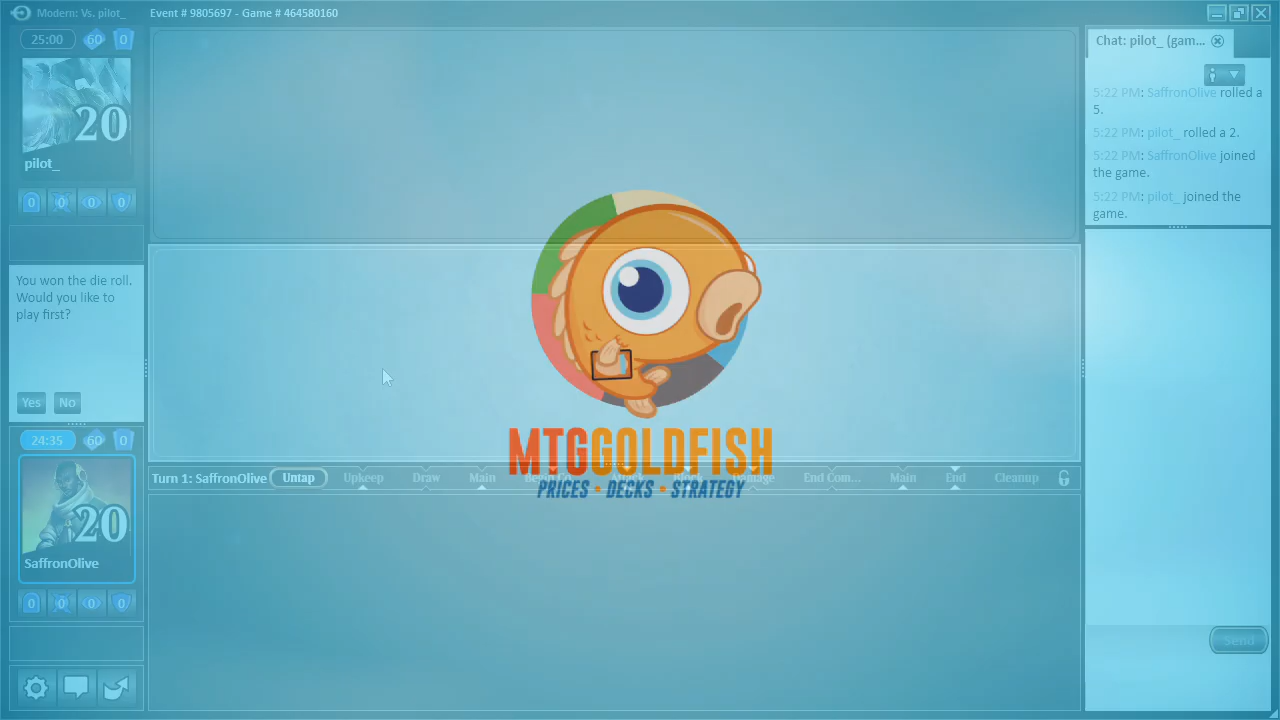 Modern: Vs. pilot_
Event # 9805697 - Game # 464580160
25:00
60
0
20
pilot_
0
0
0
0
You won the die roll.
Would you like to
play first?
Yes
No
24:35
60
0
20
SaffronOlive
0
0
0
0
Turn 1: SaffronOlive
Untap
Upkeep
Draw
Main
End Com...
Main
End
Cleanup
MTGGOLDFISH
PRICES • DECKS • STRATEGY
Chat: pilot_ (gam...
5:22 PM: SaffronOlive rolled a
5.
5:22 PM: pilot_ rolled a 2.
5:22 PM: SaffronOlive joined
the game.
5:22 PM: pilot_ joined the
game.
Send